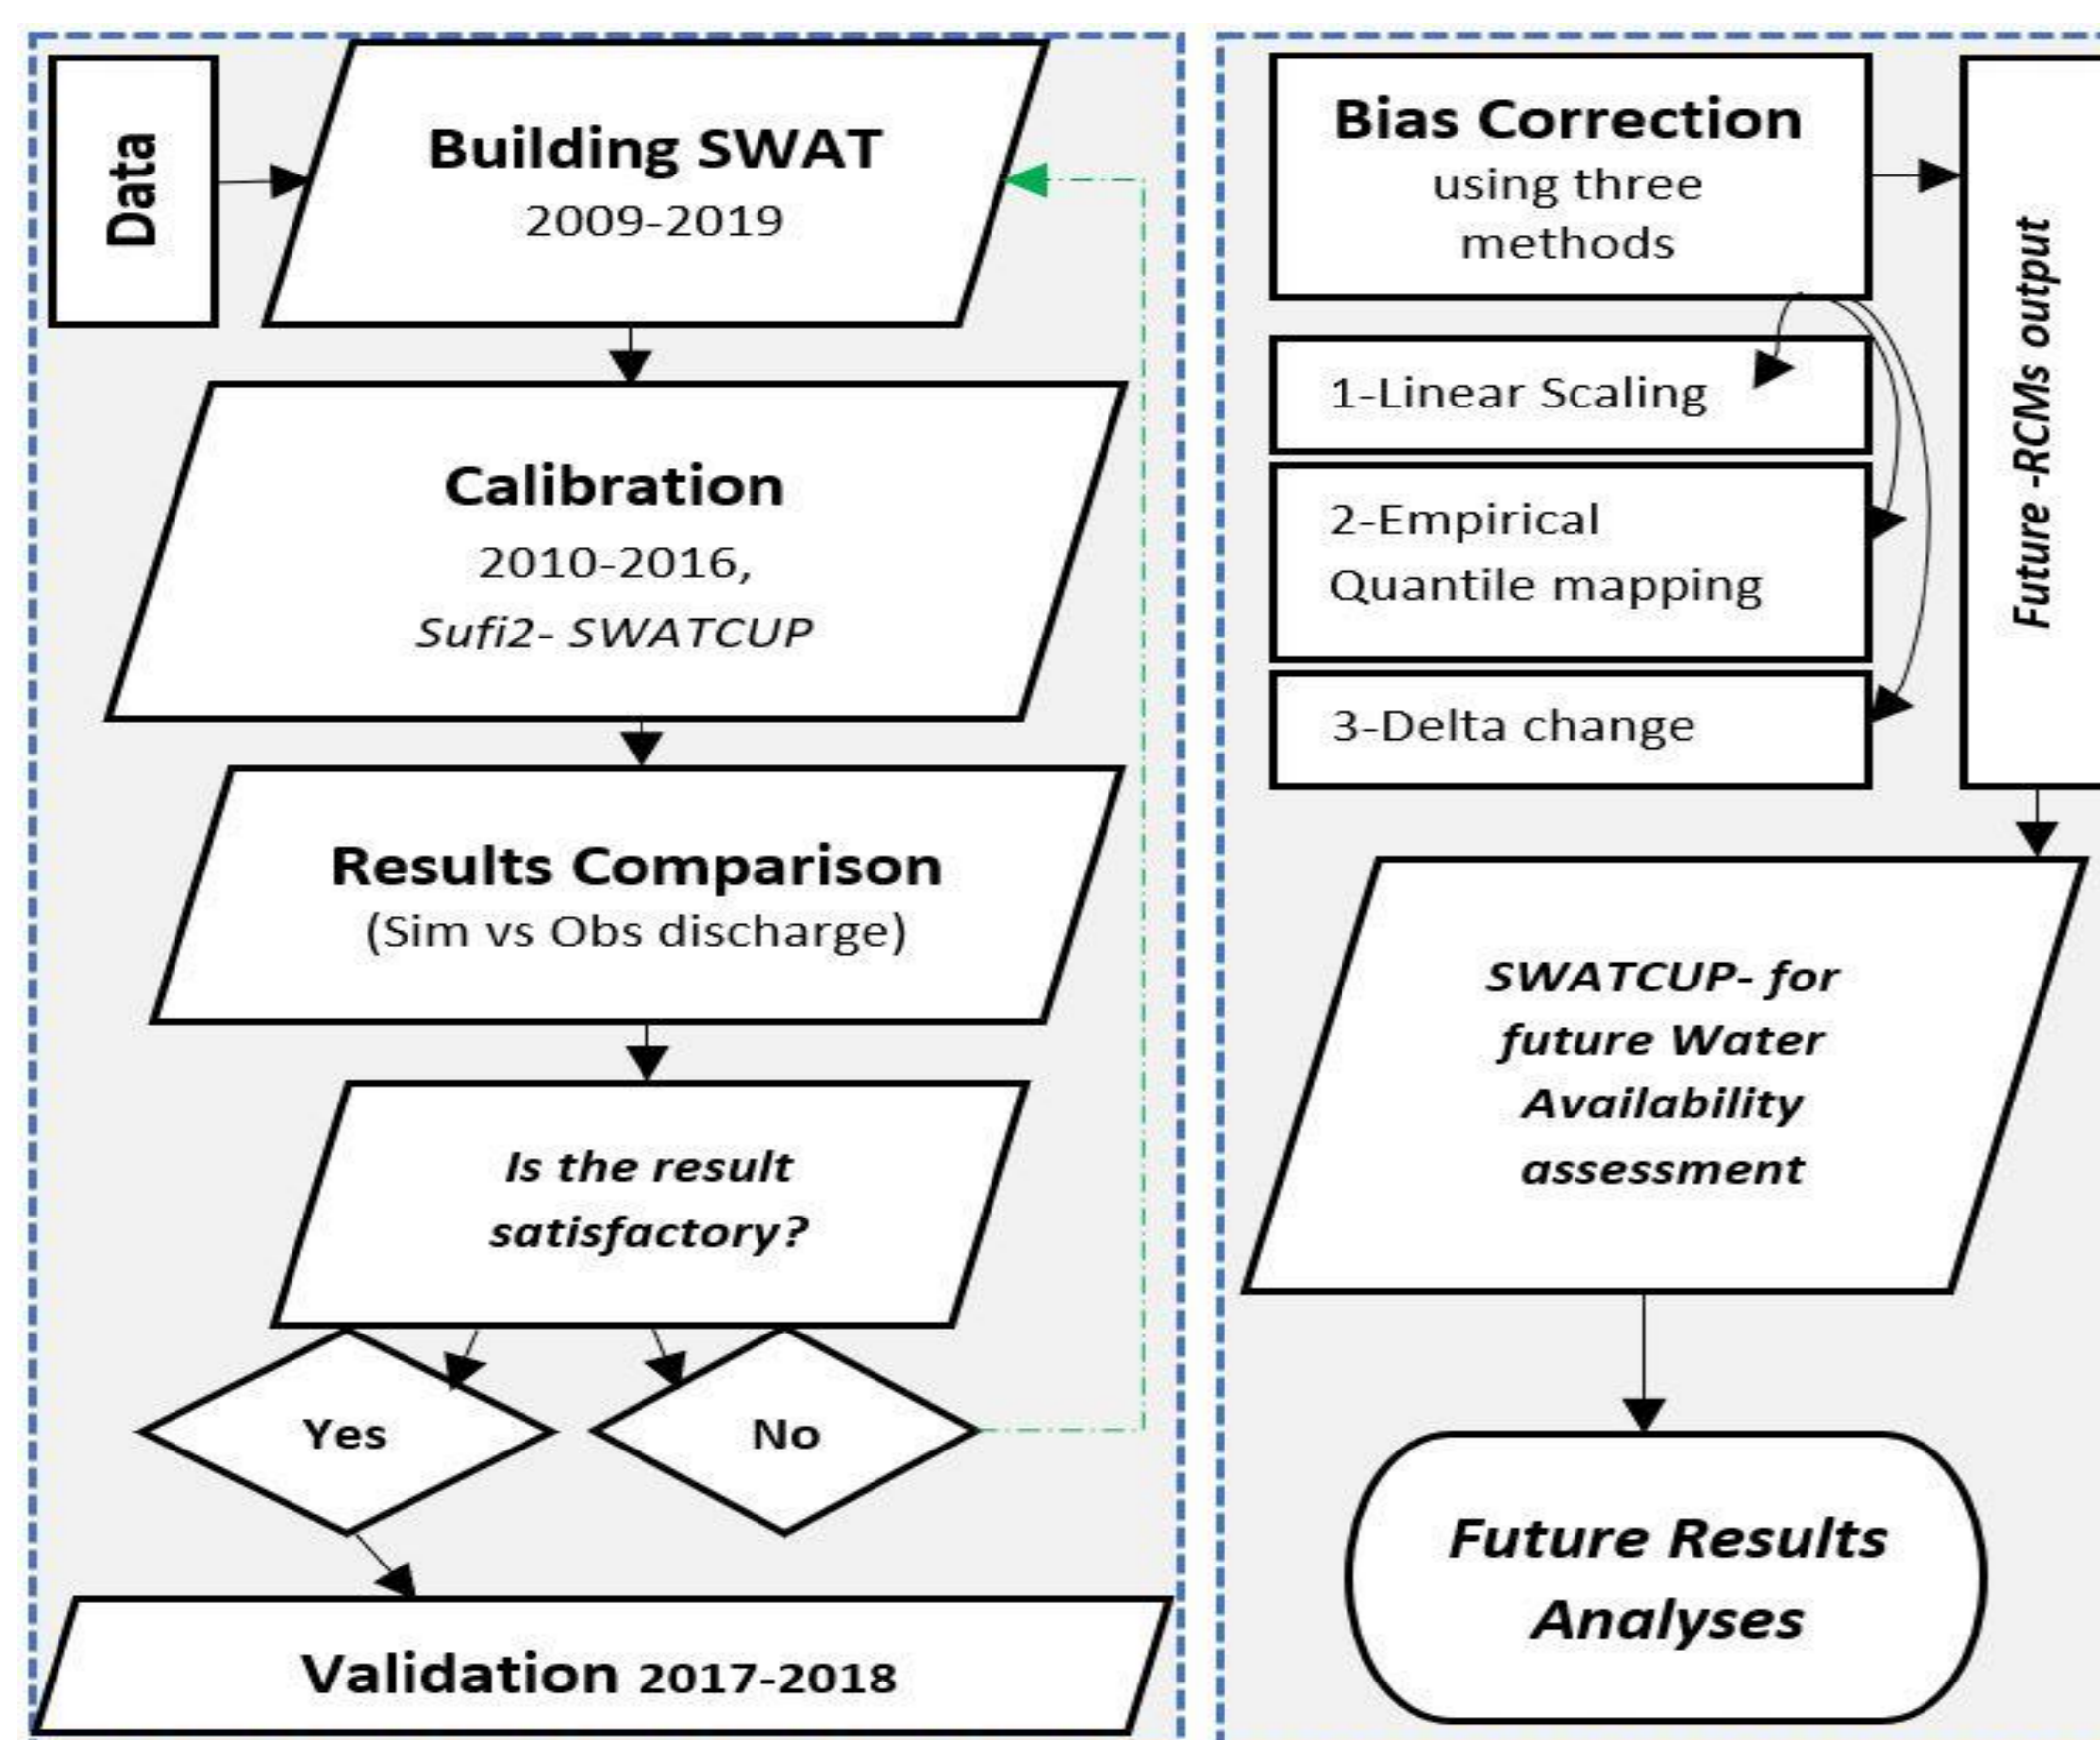 Data
Building SWAT
2009-2019
Calibration
2010-2016,
Sufi2- SWATCUP
Results Comparison
(Sim vs Obs discharge)
Is the result
satisfactory?
Yes
No
Validation 2017-2018
Bias Correction
using three
methods
1-Linear Scaling
2-Empirical
Quantile mapping
3-Delta change
Future -RCMs output
SWATCUP- for
future Water
Availability
assessment
Future Results
Analyses